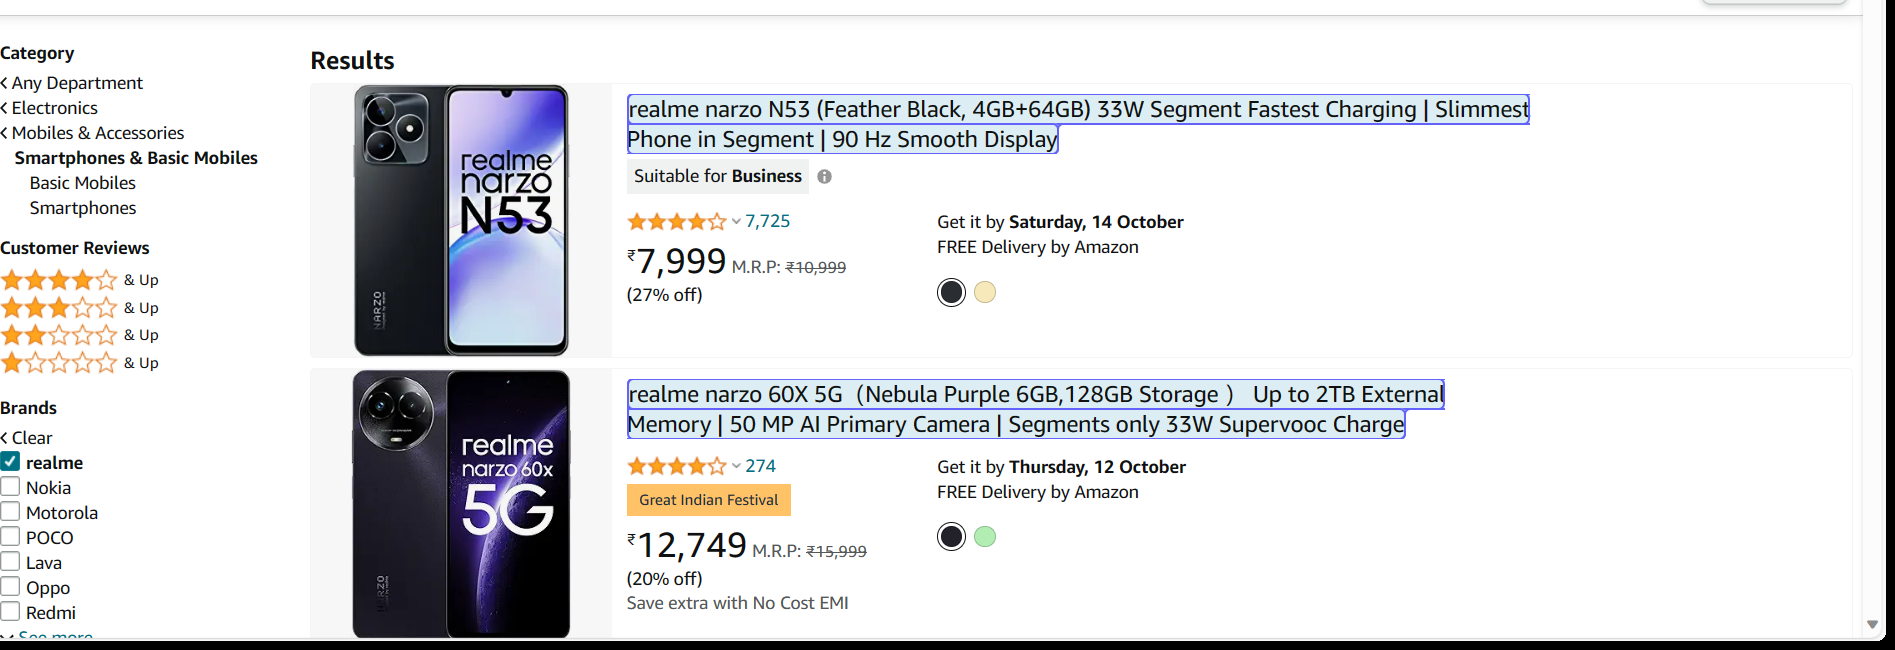 Category
Any Department
Electronics
Mobiles & Accessories
Smartphones & Basic Mobiles
Basic Mobiles
Smartphones
Customer Reviews
& Up
& Up
& Up
& Up
Brands
Clear
realme
Nokia
Motorola
POCO
Lava
Oppo
Redmi
See more
Results
realme
narzo
N53
NARZO
realme narzo N53 (Feather Black, 4GB+64GB) 33W Segment Fastest Charging | Slimmest
Phone in Segment | 90 Hz Smooth Display
Suitable for Business
7,725
₹7,999 M.R.P: ₹10,999
(27% off)
Get it by Saturday, 14 October
FREE Delivery by Amazon
realme
narzo 60x
5G
NARZO
realme narzo 60X 5G（Nebula Purple 6GB,128GB Storage ） Up to 2TB External
Memory | 50 MP AI Primary Camera | Segments only 33W Supervooc Charge
274
Great Indian Festival
₹12,749 M.R.P: ₹15,999
(20% off)
Save extra with No Cost EMI
Get it by Thursday, 12 October
FREE Delivery by Amazon